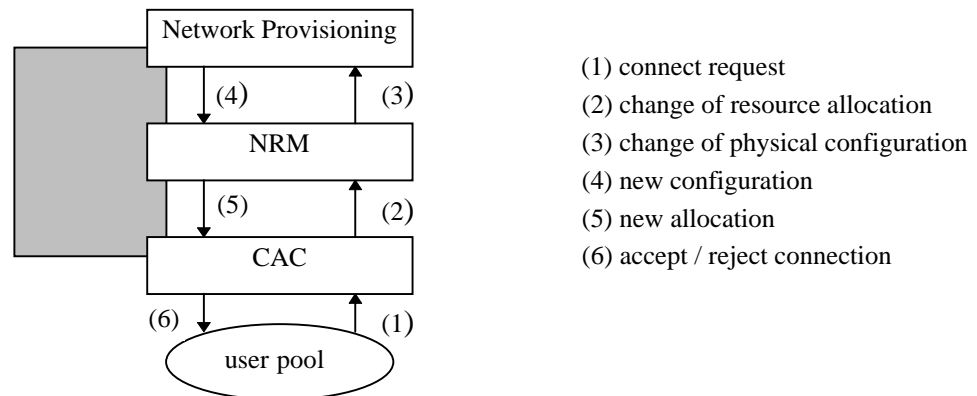 Network Provisioning
(4)
(3)
NRM
(5)
(2)
CAC
(6)
(1)
user pool
(1) connect request
(2) change of resource allocation
(3) change of physical configuration
(4) new configuration
(5) new allocation
(6) accept / reject connection